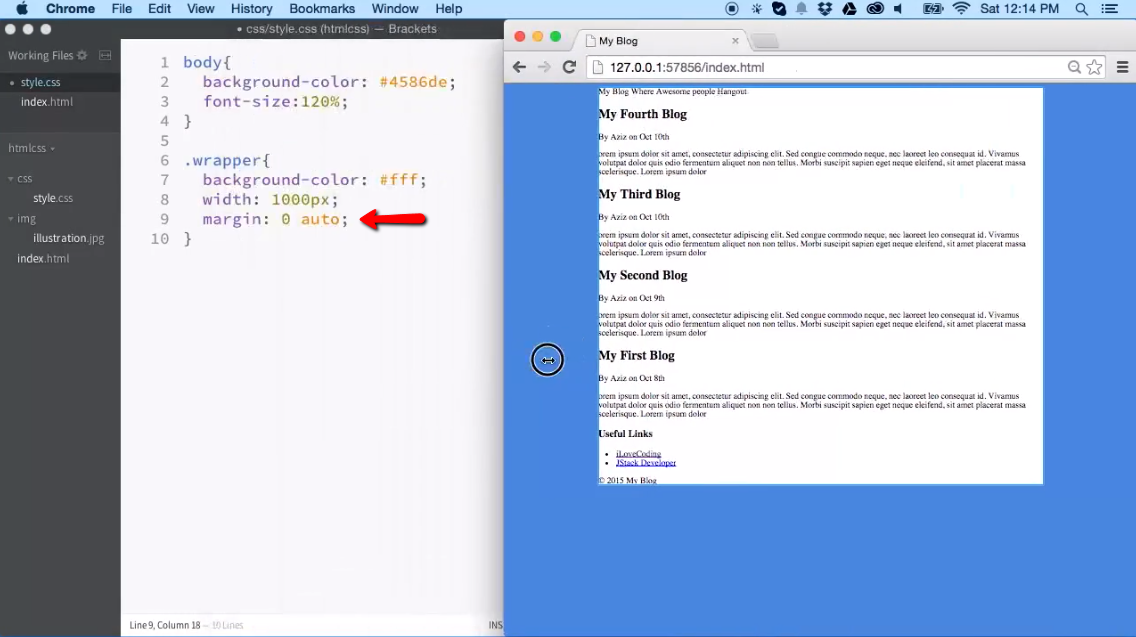 Chrome File Edit View History Bookmarks Window Help Sat 12:14 PM
• css/style.css (htmlcss) — Brackets
Working Files
• style.css
index.html
htmlcss
css
style.css
img
illustration.jpg
index.html
1 body{
2 background-color: #4586de;
3 font-size:120%;
4 }
5
6 .wrapper{
7 background-color: #fff;
8 width: 1000px;
9 margin: 0 auto;
10 }
Line 9, Column 18 — 10 Lines
INS
My Blog
127.0.0.1:57856/index.html
My Blog Where Awesome people Hangout
My Fourth Blog
By Aziz on Oct 10th
orem ipsum dolor sit amet, consectetur adipiscing elit. Sed congue commodo neque, nec laoreet leo consequat id. Vivamus
volutpat dolor quis odio fermentum aliquet non non tellus. Morbi suscipit sapien eget neque eleifend, sit amet placerat massa
scelerisque. Lorem ipsum dolor
My Third Blog
By Aziz on Oct 10th
orem ipsum dolor sit amet, consectetur adipiscing elit. Sed congue commodo neque, nec laoreet leo consequat id. Vivamus
volutpat dolor quis odio fermentum aliquet non non tellus. Morbi suscipit sapien eget neque eleifend, sit amet placerat massa
scelerisque. Lorem ipsum dolor
My Second Blog
By Aziz on Oct 9th
orem ipsum dolor sit amet, consectetur adipiscing elit. Sed congue commodo neque, nec laoreet leo consequat id. Vivamus
volutpat dolor quis odio fermentum aliquet non non tellus. Morbi suscipit sapien eget neque eleifend, sit amet placerat massa
scelerisque. Lorem ipsum dolor
My First Blog
By Aziz on Oct 8th
orem ipsum dolor sit amet, consectetur adipiscing elit. Sed congue commodo neque, nec laoreet leo consequat id. Vivamus
volutpat dolor quis odio fermentum aliquet non non tellus. Morbi suscipit sapien eget neque eleifend, sit amet placerat massa
scelerisque. Lorem ipsum dolor
Useful Links
• iLoveCoding
• JStack Developer
© 2015 My Blog